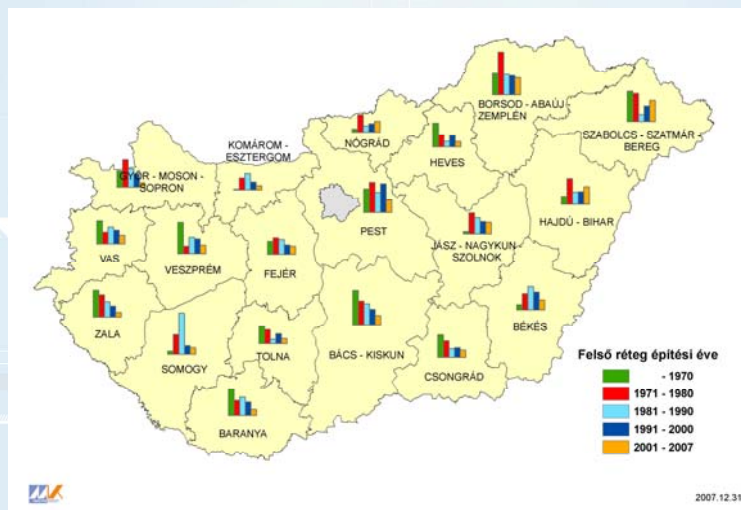 BORSOD - ABAÚJ
ZEMPLÉN
SZABOLCS - SZATMÁR
BEREG
NÓGRÁD
HEVES
KOMÁROM -
ESZTERGOM
GYŐR - MOSON -
SOPRON
HAJDÚ - BIHAR
PEST
JÁSZ - NAGYKUN -
SZOLNOK
VAS
VESZPRÉM
FEJÉR
BÉKÉS
ZALA
SOMOGY
TOLNA
BÁCS - KISKUN
CSONGRÁD
BARANYA
Felső réteg építési éve
- 1970
1971 - 1980
1981 - 1990
1991 - 2000
2001 - 2007
2007.12.31